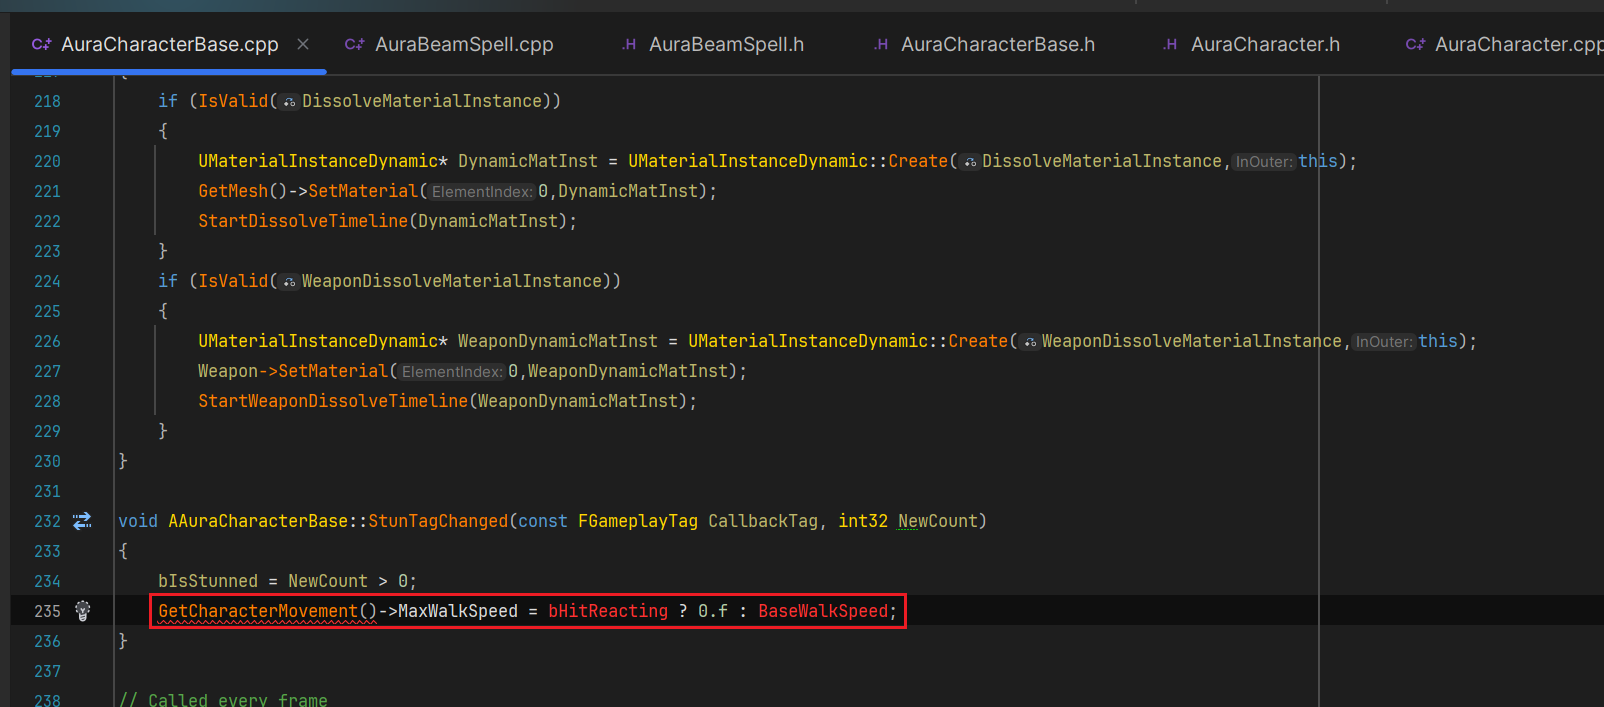 C++ AuraCharacterBase.cpp × C++ AuraBeamSpell.cpp .H AuraBeamSpell.h .H AuraCharacterBase.h .H AuraCharacter.h C++ AuraCharacter.cpp
{
218 if (IsValid(DissolveMaterialInstance))
219 {
220 UMaterialInstanceDynamic* DynamicMatInst = UMaterialInstanceDynamic::Create(DissolveMaterialInstance, InOuter: this);
221 GetMesh()->SetMaterial( ElementIndex: 0,DynamicMatInst);
222 StartDissolveTimeline(DynamicMatInst);
223 }
224 if (IsValid(WeaponDissolveMaterialInstance))
225 {
226 UMaterialInstanceDynamic* WeaponDynamicMatInst = UMaterialInstanceDynamic::Create(WeaponDissolveMaterialInstance, InOuter: this);
227 Weapon->SetMaterial( ElementIndex: 0,WeaponDynamicMatInst);
228 StartWeaponDissolveTimeline(WeaponDynamicMatInst);
229 }
230 }
231
232 void AAuraCharacterBase::StunTagChanged(const FGameplayTag CallbackTag, int32 NewCount)
233 {
234 bIsStunned = NewCount > 0;
235 GetCharacterMovement()->MaxWalkSpeed = bHitReacting ? 0.f : BaseWalkSpeed;
236 }
237
238 // Called every frame